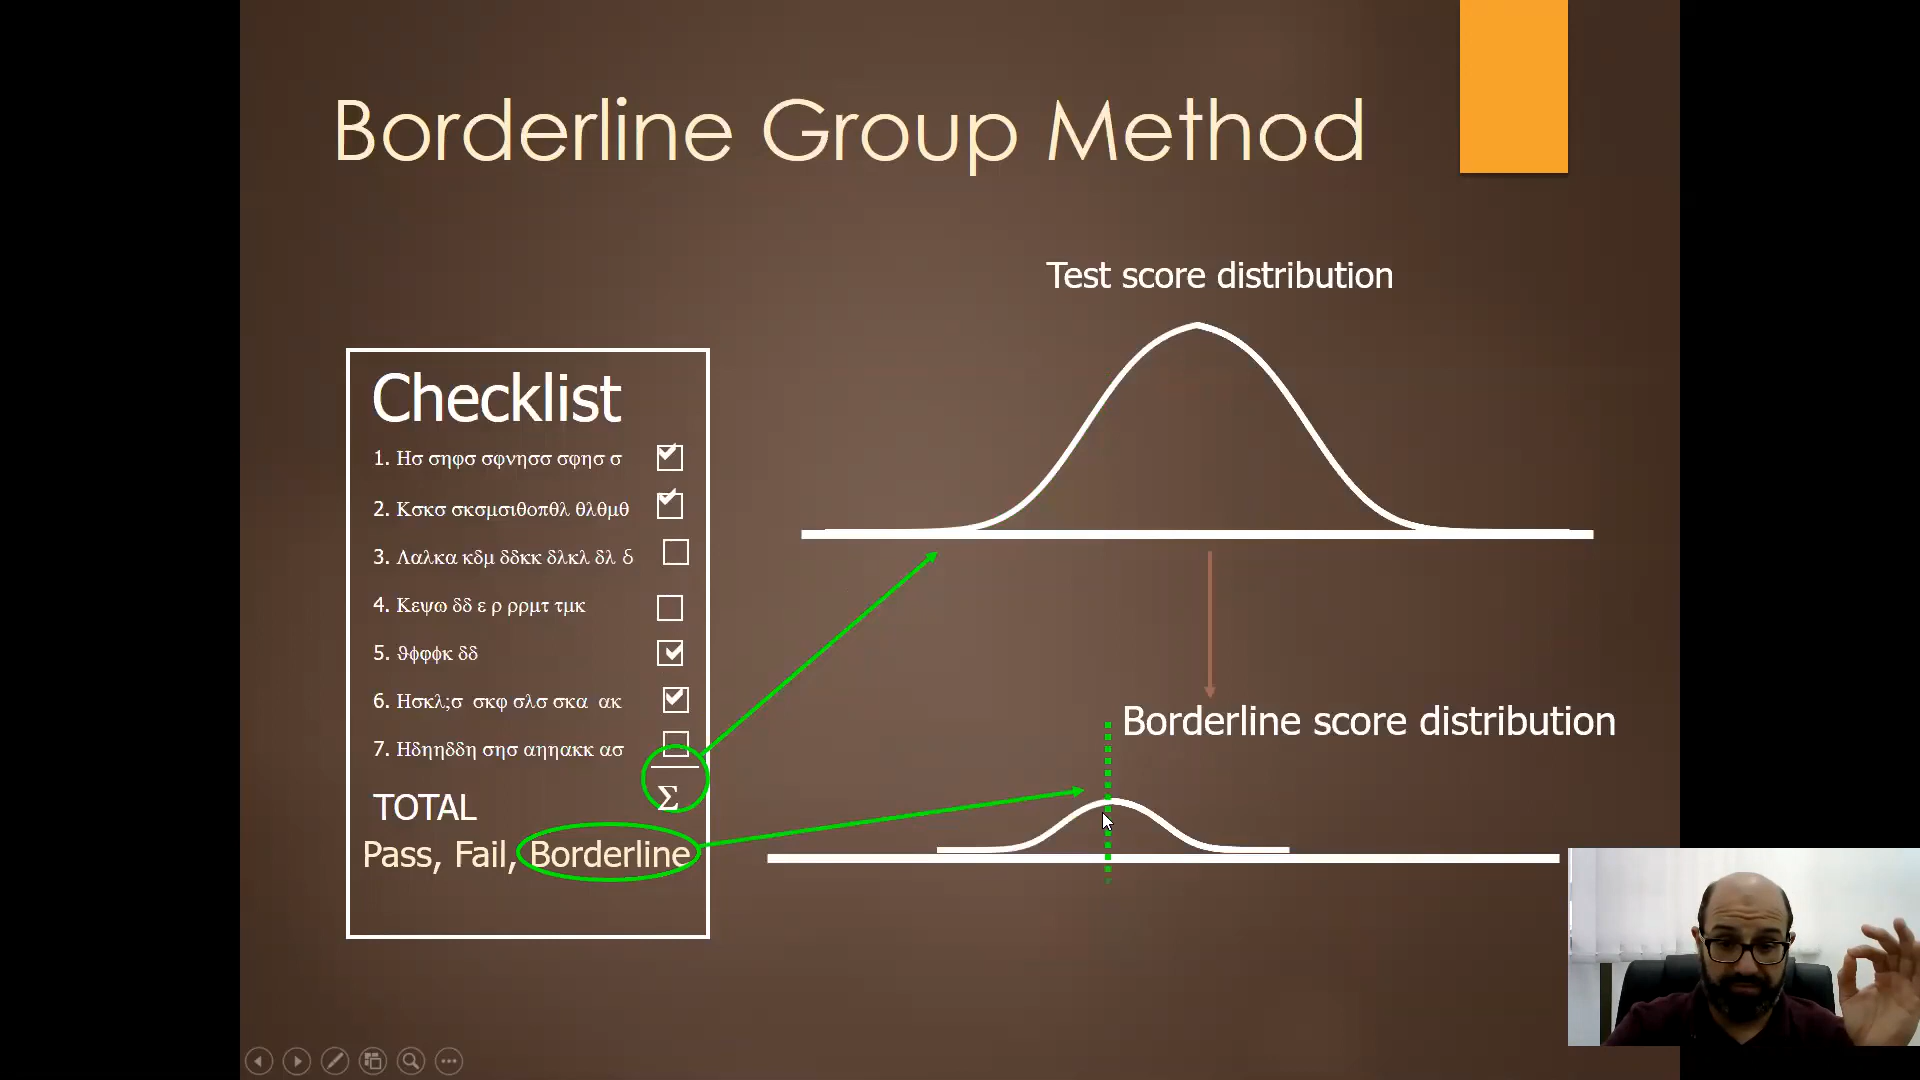 Borderline Group Method
Test score distribution
Checklist
1. Ησ σηφσ σφνησσ σφησ σ
2. Κσκσ σκσμσιθοπθλ θλθμθ
3. Λαλκα κδμ δδκκ δλκλ δλ δ
4. Κεψω δδ ε ρ ρρμτ τμκ
5. ϑϕφϕκ δδ
6. Ησκλ;σ σκφ σλσ σκα ακ
7. Ηδηηδδη σησ αηηακκ ασ
Σ
TOTAL
Pass, Fail, Borderline
Borderline score distribution